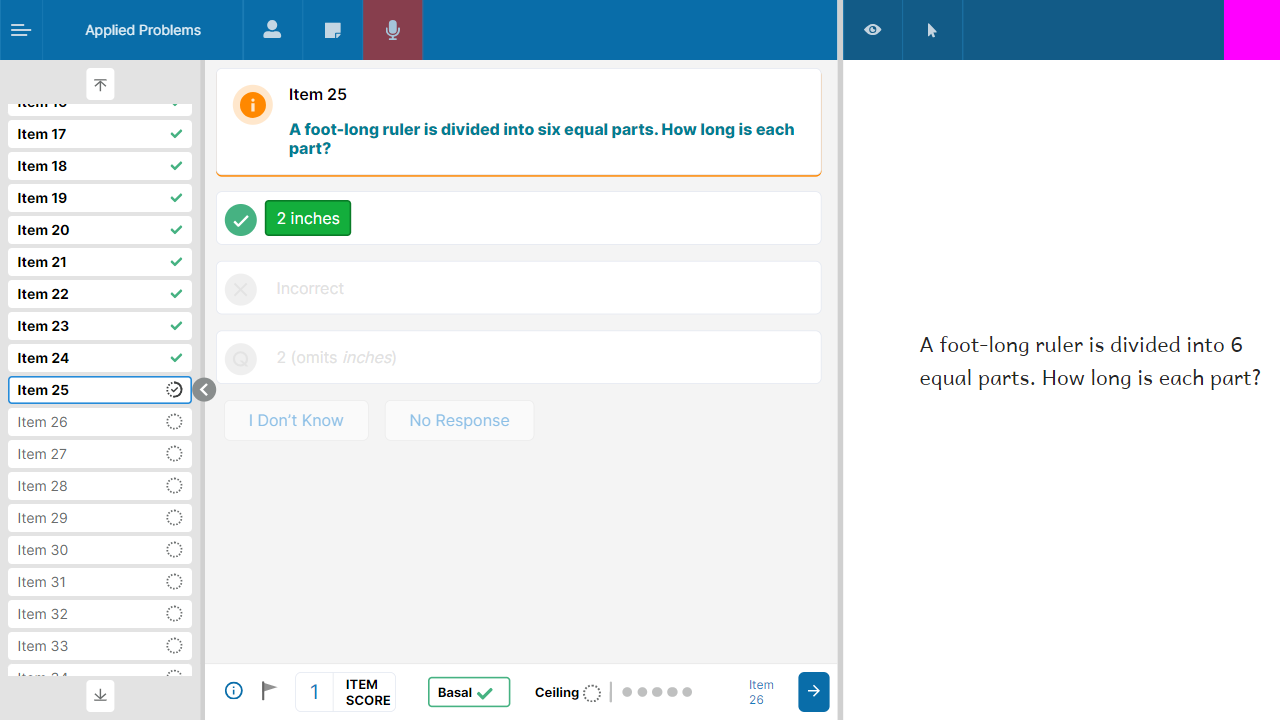 Applied Problems
Item 17
Item 18
Item 19
Item 20
Item 21
Item 22
Item 23
Item 24
Item 25
Item 26
Item 27
Item 28
Item 29
Item 30
Item 31
Item 32
Item 33
Item 25
A foot-long ruler is divided into six equal parts. How long is each
part?
2 inches
Incorrect
Q 2 (omits inches)
I Don't Know No Response
1 ITEM
SCORE
Basal
Ceiling
Item
26
A foot-long ruler is divided into 6
equal parts. How long is each part?